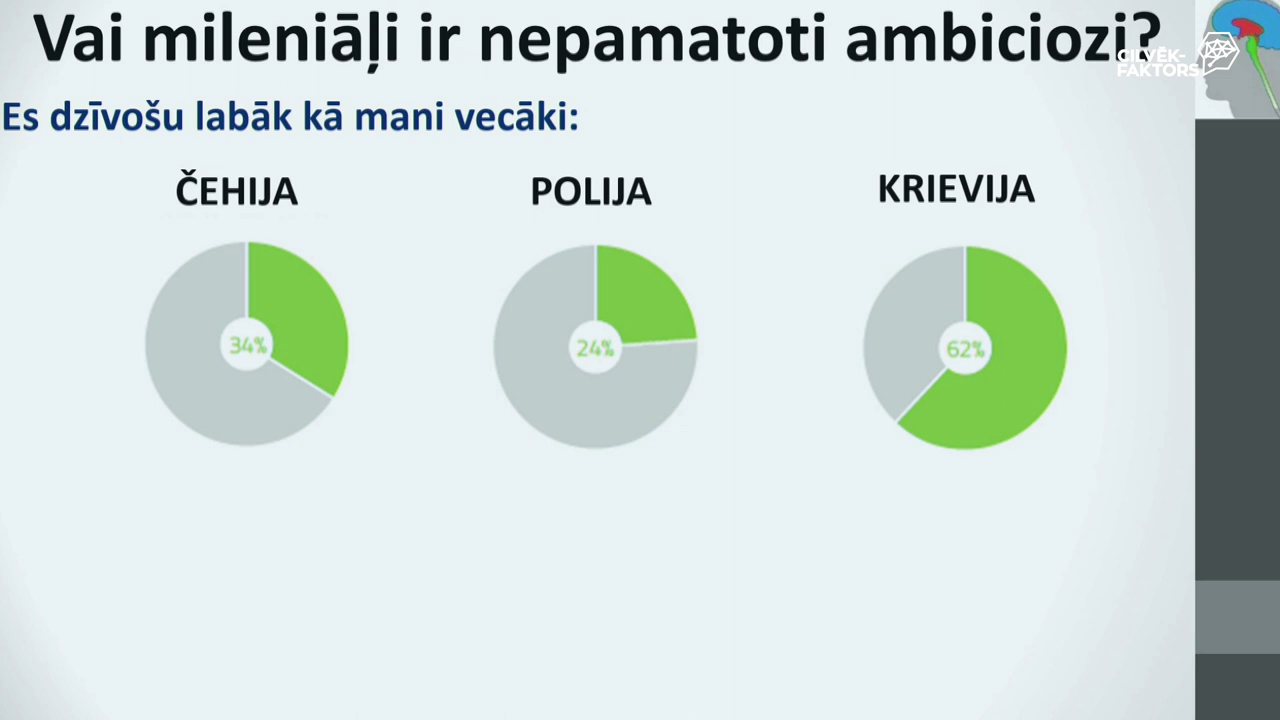 Vai mileniāļi ir nepamatoti ambiciozi?
CILVĒK-
FAKTORS
Es dzīvošu labāk kā mani vecāki:
ČEHIJA
POLIJA
KRIEVIJA
34%
24%
62%